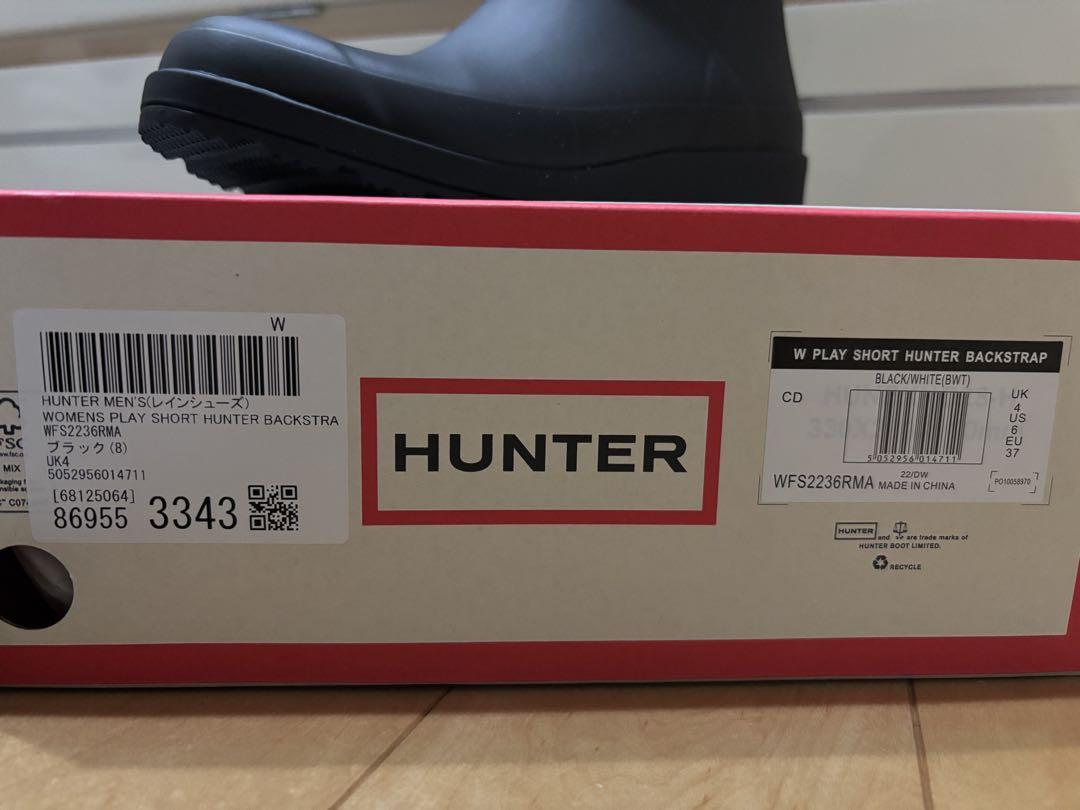 W
HUNTER MEN'S(レインシューズ)
WOMENS PLAY SHORT HUNTER BACKSTRA
WFS2236RMA
ブラック(8)
UK4
5052956014711
[68125064]
86955 3343
MIX
HUNTER
W PLAY SHORT HUNTER BACKSTRAP
BLACK/WHITE(BWT)
CD
UK
4
US
6
EU
37
5 052956 014711
22/DW
WFS2236RMA MADE IN CHINA
PO10058970
HUNTER and are trade marks of
HUNTER BOOT LIMITED.
RECYCLE